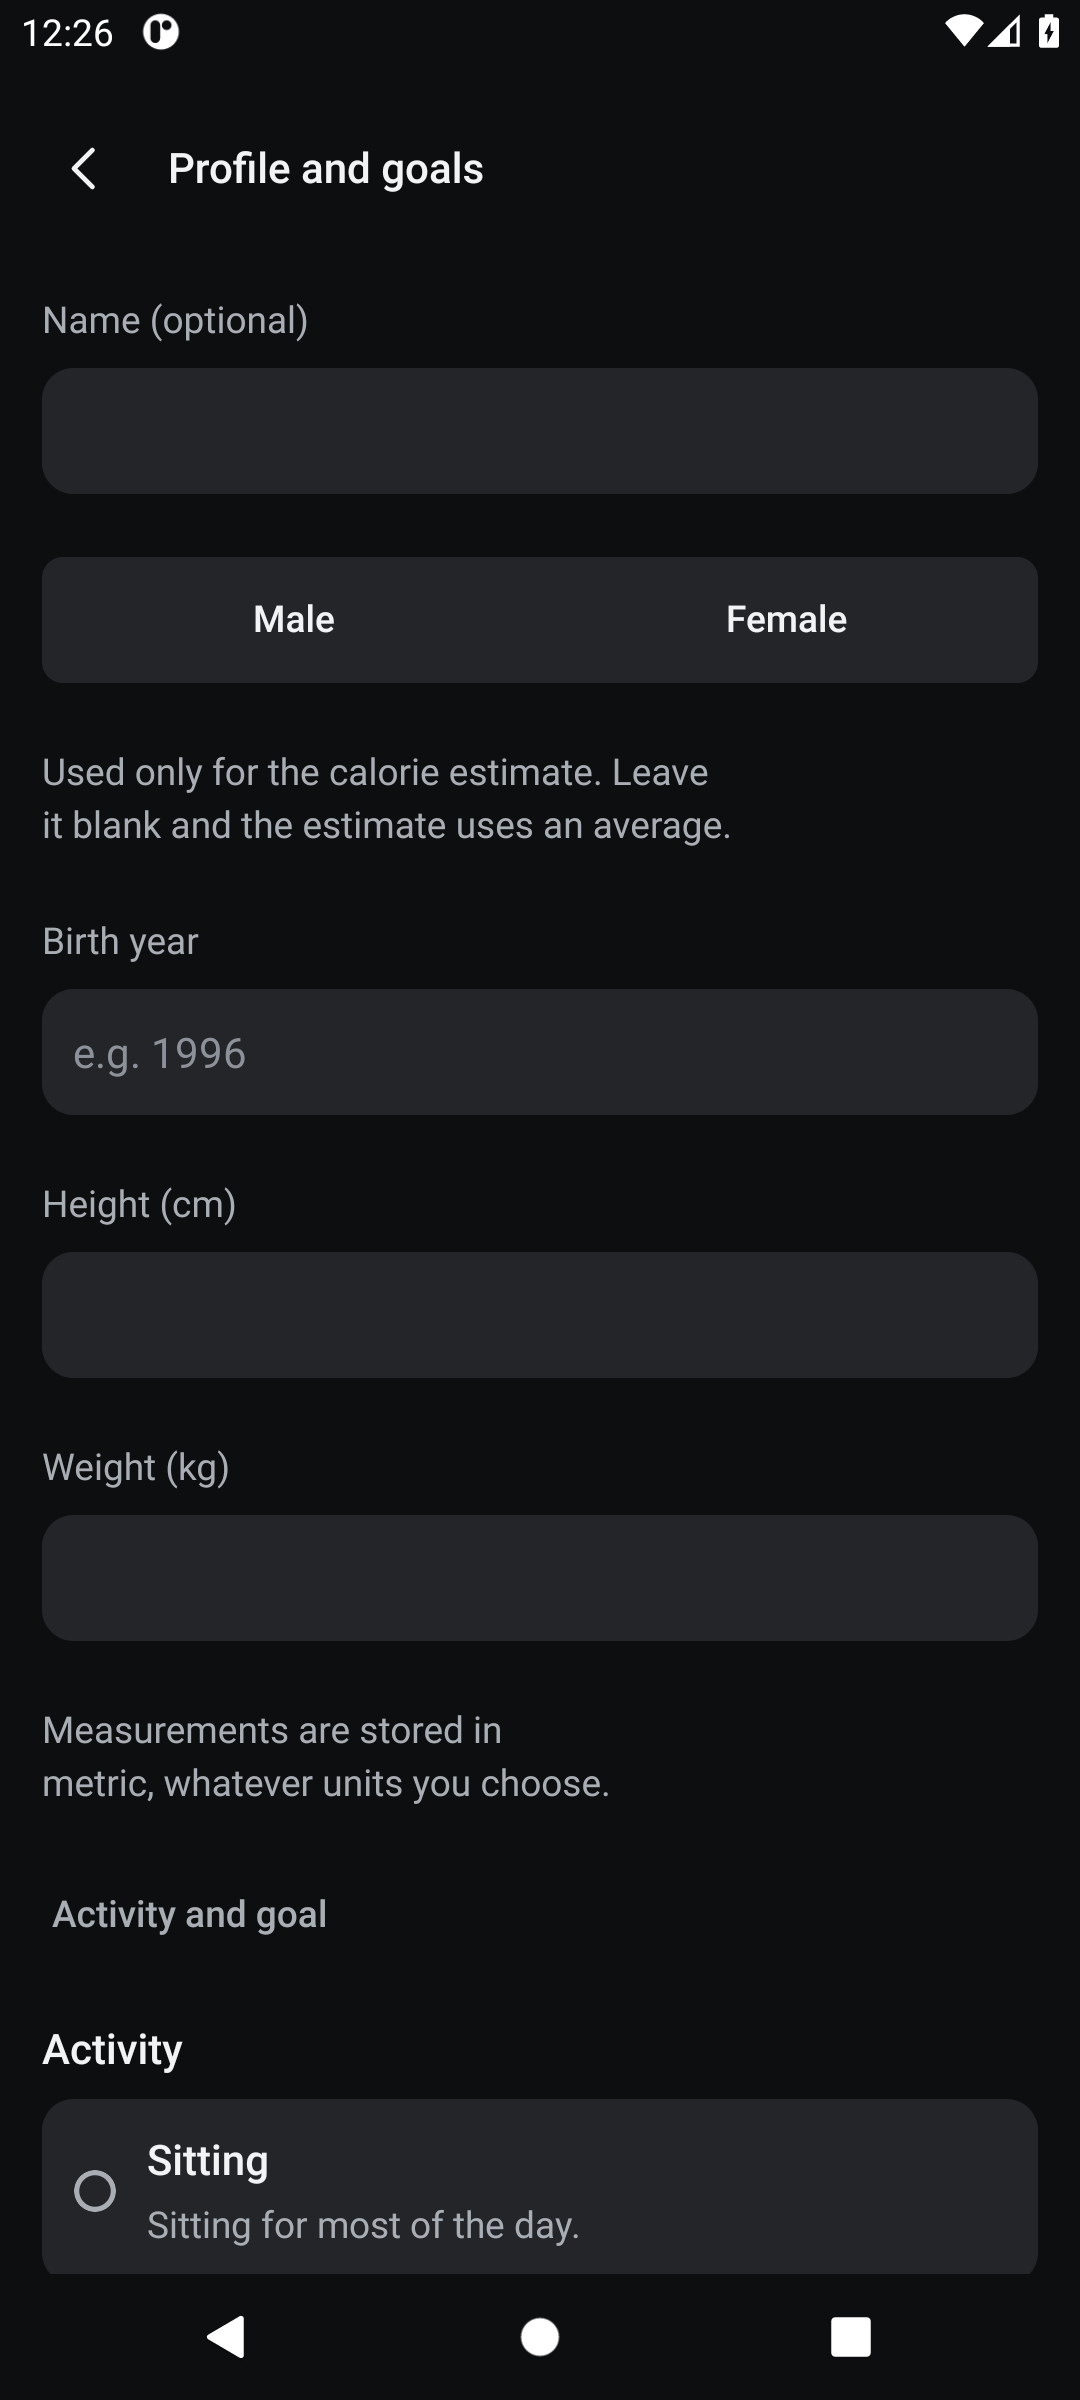 12:26
Profile and goals
Name (optional)
Male
Female
Used only for the calorie estimate. Leave
it blank and the estimate uses an average.
Birth year
e.g. 1996
Height (cm)
Weight (kg)
Measurements are stored in
metric, whatever units you choose.
Activity and goal
Activity
Sitting
Sitting for most of the day.